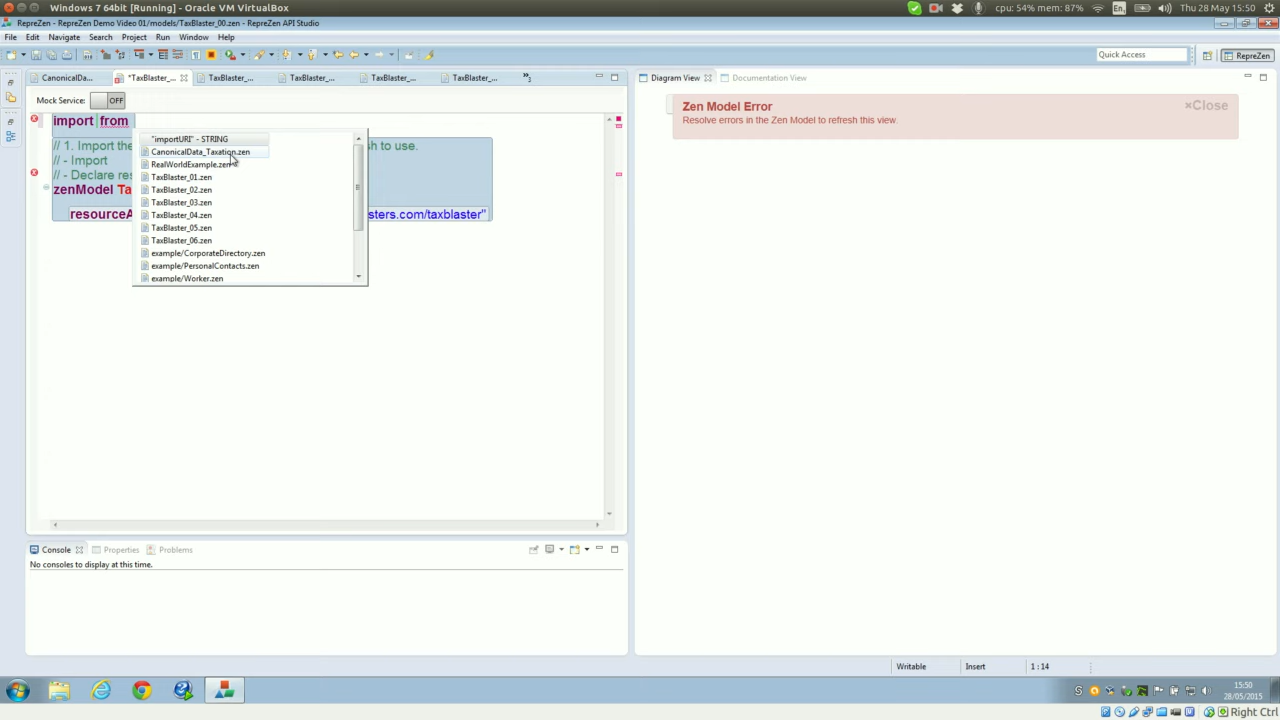 Windows 7 64bit [Running] - Oracle VM VirtualBox
cpu: 54% mem: 87%
En
Thu 28 May 15:50
RepreZen - RepreZen Demo Video 01/models/TaxBlaster_00.zen - RepreZen API Studio
File Edit Navigate Search Project Run Window Help
Quick Access
RepreZen
CanonicalDa...
*TaxBlaster_...
TaxBlaster_...
TaxBlaster_...
TaxBlaster_...
TaxBlaster_...
Diagram View
Documentation View
Mock Service:
OFF
Zen Model Error
×Close
Resolve errors in the Zen Model to refresh this view.
import from
"importURI" - STRING
// 1. Import the
sh to use.
CanonicalData_Taxation.zen
// - Import
RealWorldExample.zen
// - Declare res
TaxBlaster_01.zen
zenModel Ta
TaxBlaster_02.zen
TaxBlaster_03.zen
resourceA
TaxBlaster_04.zen
sters.com/taxblaster"
TaxBlaster_05.zen
TaxBlaster_06.zen
example/CorporateDirectory.zen
example/PersonalContacts.zen
example/Worker.zen
Console
Properties
Problems
No consoles to display at this time.
Writable
Insert
1 : 14
15:50
28/05/2015
Right Ctrl